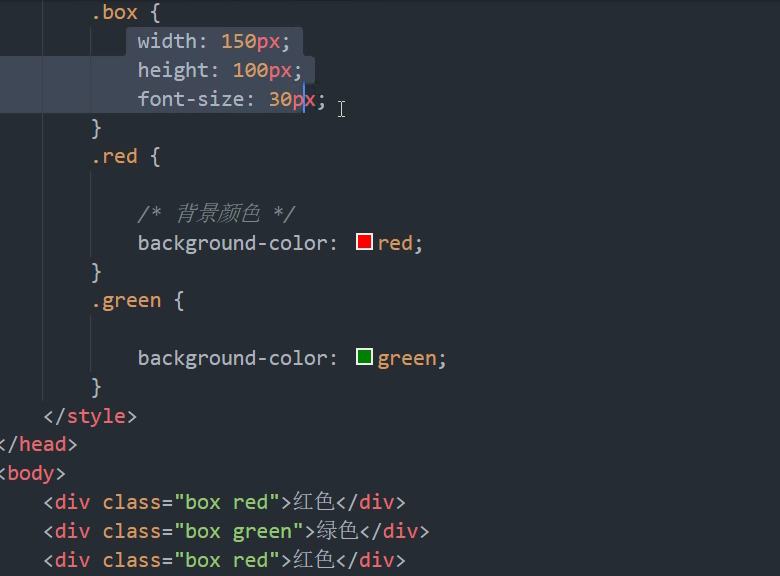 .box {
width: 150px;
height: 100px;
font-size: 30px;
}
.red {
/* 背景颜色 */
background-color: red;
}
.green {
background-color: green;
}
</style>
</head>
<body>
<div class="box red">红色</div>
<div class="box green">绿色</div>
<div class="box red">红色</div>